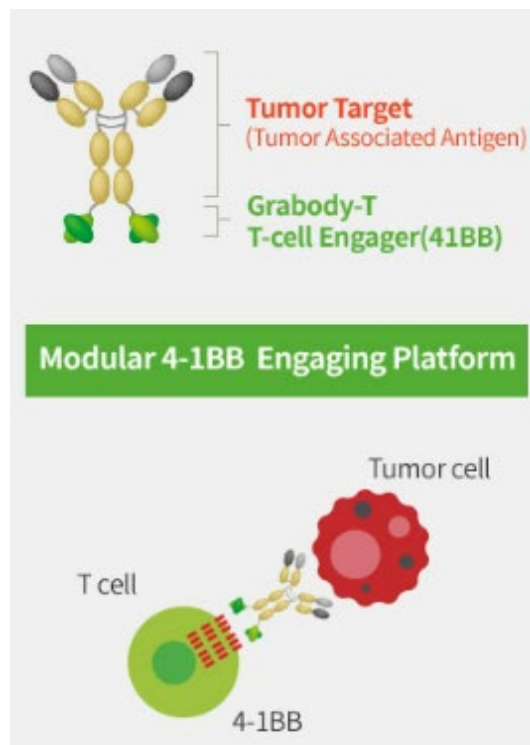 Tumor Target
(Tumor Associated Antigen)
Grabody-T
T-cell Engager(41BB)
Modular 4-1BB Engaging Platform
Tumor cell
T cell
4-1BB